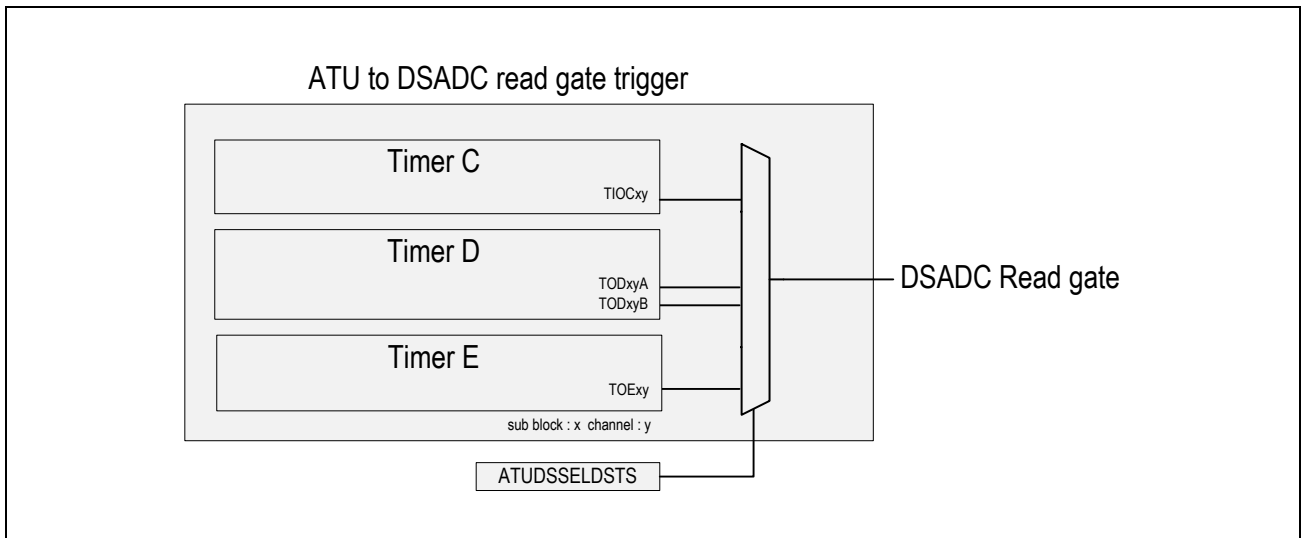 ATU to DSADC read gate trigger
Timer C
TIOCxy
Timer D
TODxyA
TODxyB
DSADC Read gate
Timer E
TOExy
sub block : x  channel : y
ATUDSSELDSTS